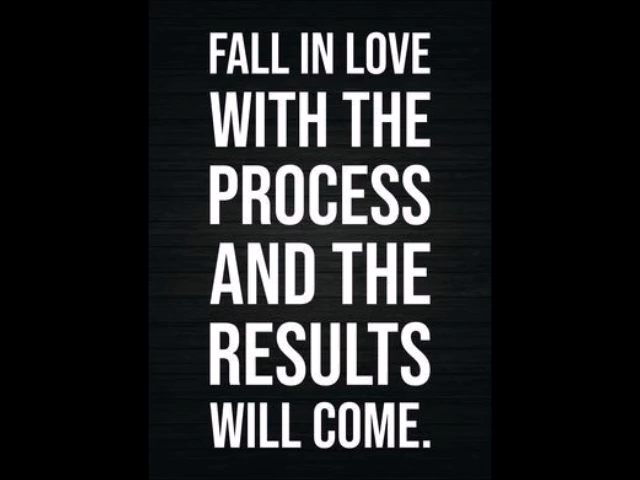 FALL IN LOVE
WITH THE
PROCESS
AND THE
RESULTS
WILL COME.